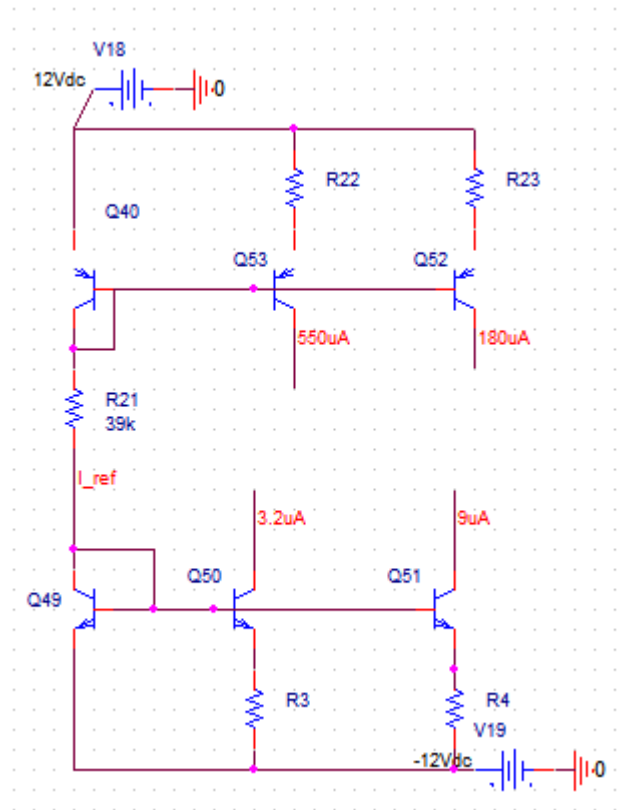 V18
12Vdc
0
R22
R23
Q40
Q53
Q52
550uA
180uA
R21
39k
I_ref
3.2uA
9uA
Q49
Q50
Q51
R3
R4
V19
-12Vdc
0